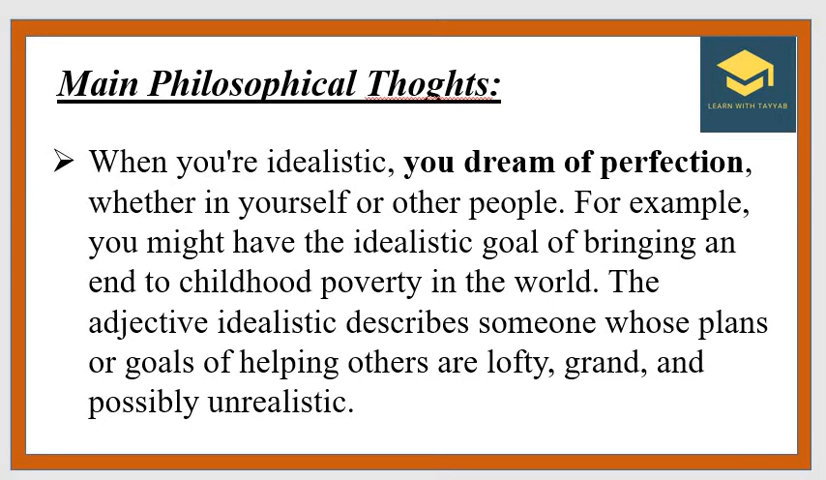 Main Philosophical Thoghts:
LEARN WITH TAYYAB
➢ When you're idealistic, you dream of perfection,
whether in yourself or other people. For example,
you might have the idealistic goal of bringing an
end to childhood poverty in the world. The
adjective idealistic describes someone whose plans
or goals of helping others are lofty, grand, and
possibly unrealistic.